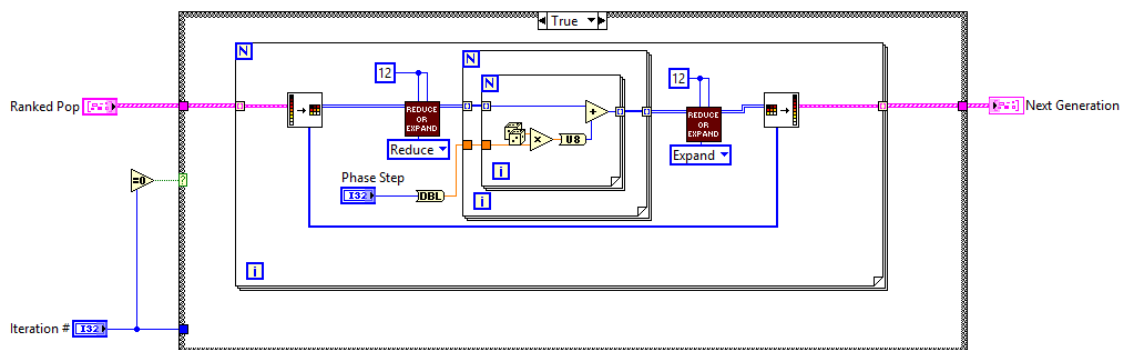 True
N
N
12
N
12
Ranked Pop
REDUCE
OR
EXPAND
REDUCE
OR
EXPAND
Next Generation
+
×
U8
Reduce
Expand
i
Phase Step
=0
?
I32
DBL
i
i
Iteration #
I32